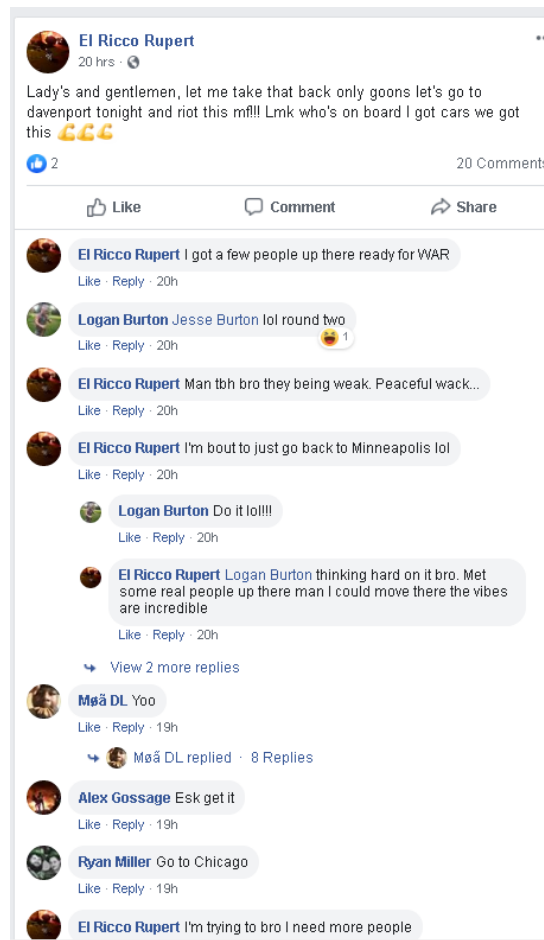 El Ricco Rupert
20 hrs ·
Lady's and gentlemen, let me take that back only goons let's go to
davenport tonight and riot this mf!!! Lmk who's on board I got cars we got
this 💪💪💪
2
20 Comments
Like
Comment
Share
El Ricco Rupert I got a few people up there ready for WAR
Like · Reply · 20h
Logan Burton Jesse Burton lol round two
1
Like · Reply · 20h
El Ricco Rupert Man tbh bro they being weak. Peaceful wack...
Like · Reply · 20h
El Ricco Rupert I'm bout to just go back to Minneapolis lol
Like · Reply · 20h
Logan Burton Do it lol!!!
Like · Reply · 20h
El Ricco Rupert Logan Burton thinking hard on it bro. Met
some real people up there man I could move there the vibes
are incredible
Like · Reply · 20h
View 2 more replies
Møã DL Yoo
Like · Reply · 19h
Møã DL replied · 8 Replies
Alex Gossage Esk get it
Like · Reply · 19h
Ryan Miller Go to Chicago
Like · Reply · 19h
El Ricco Rupert I'm trying to bro I need more people